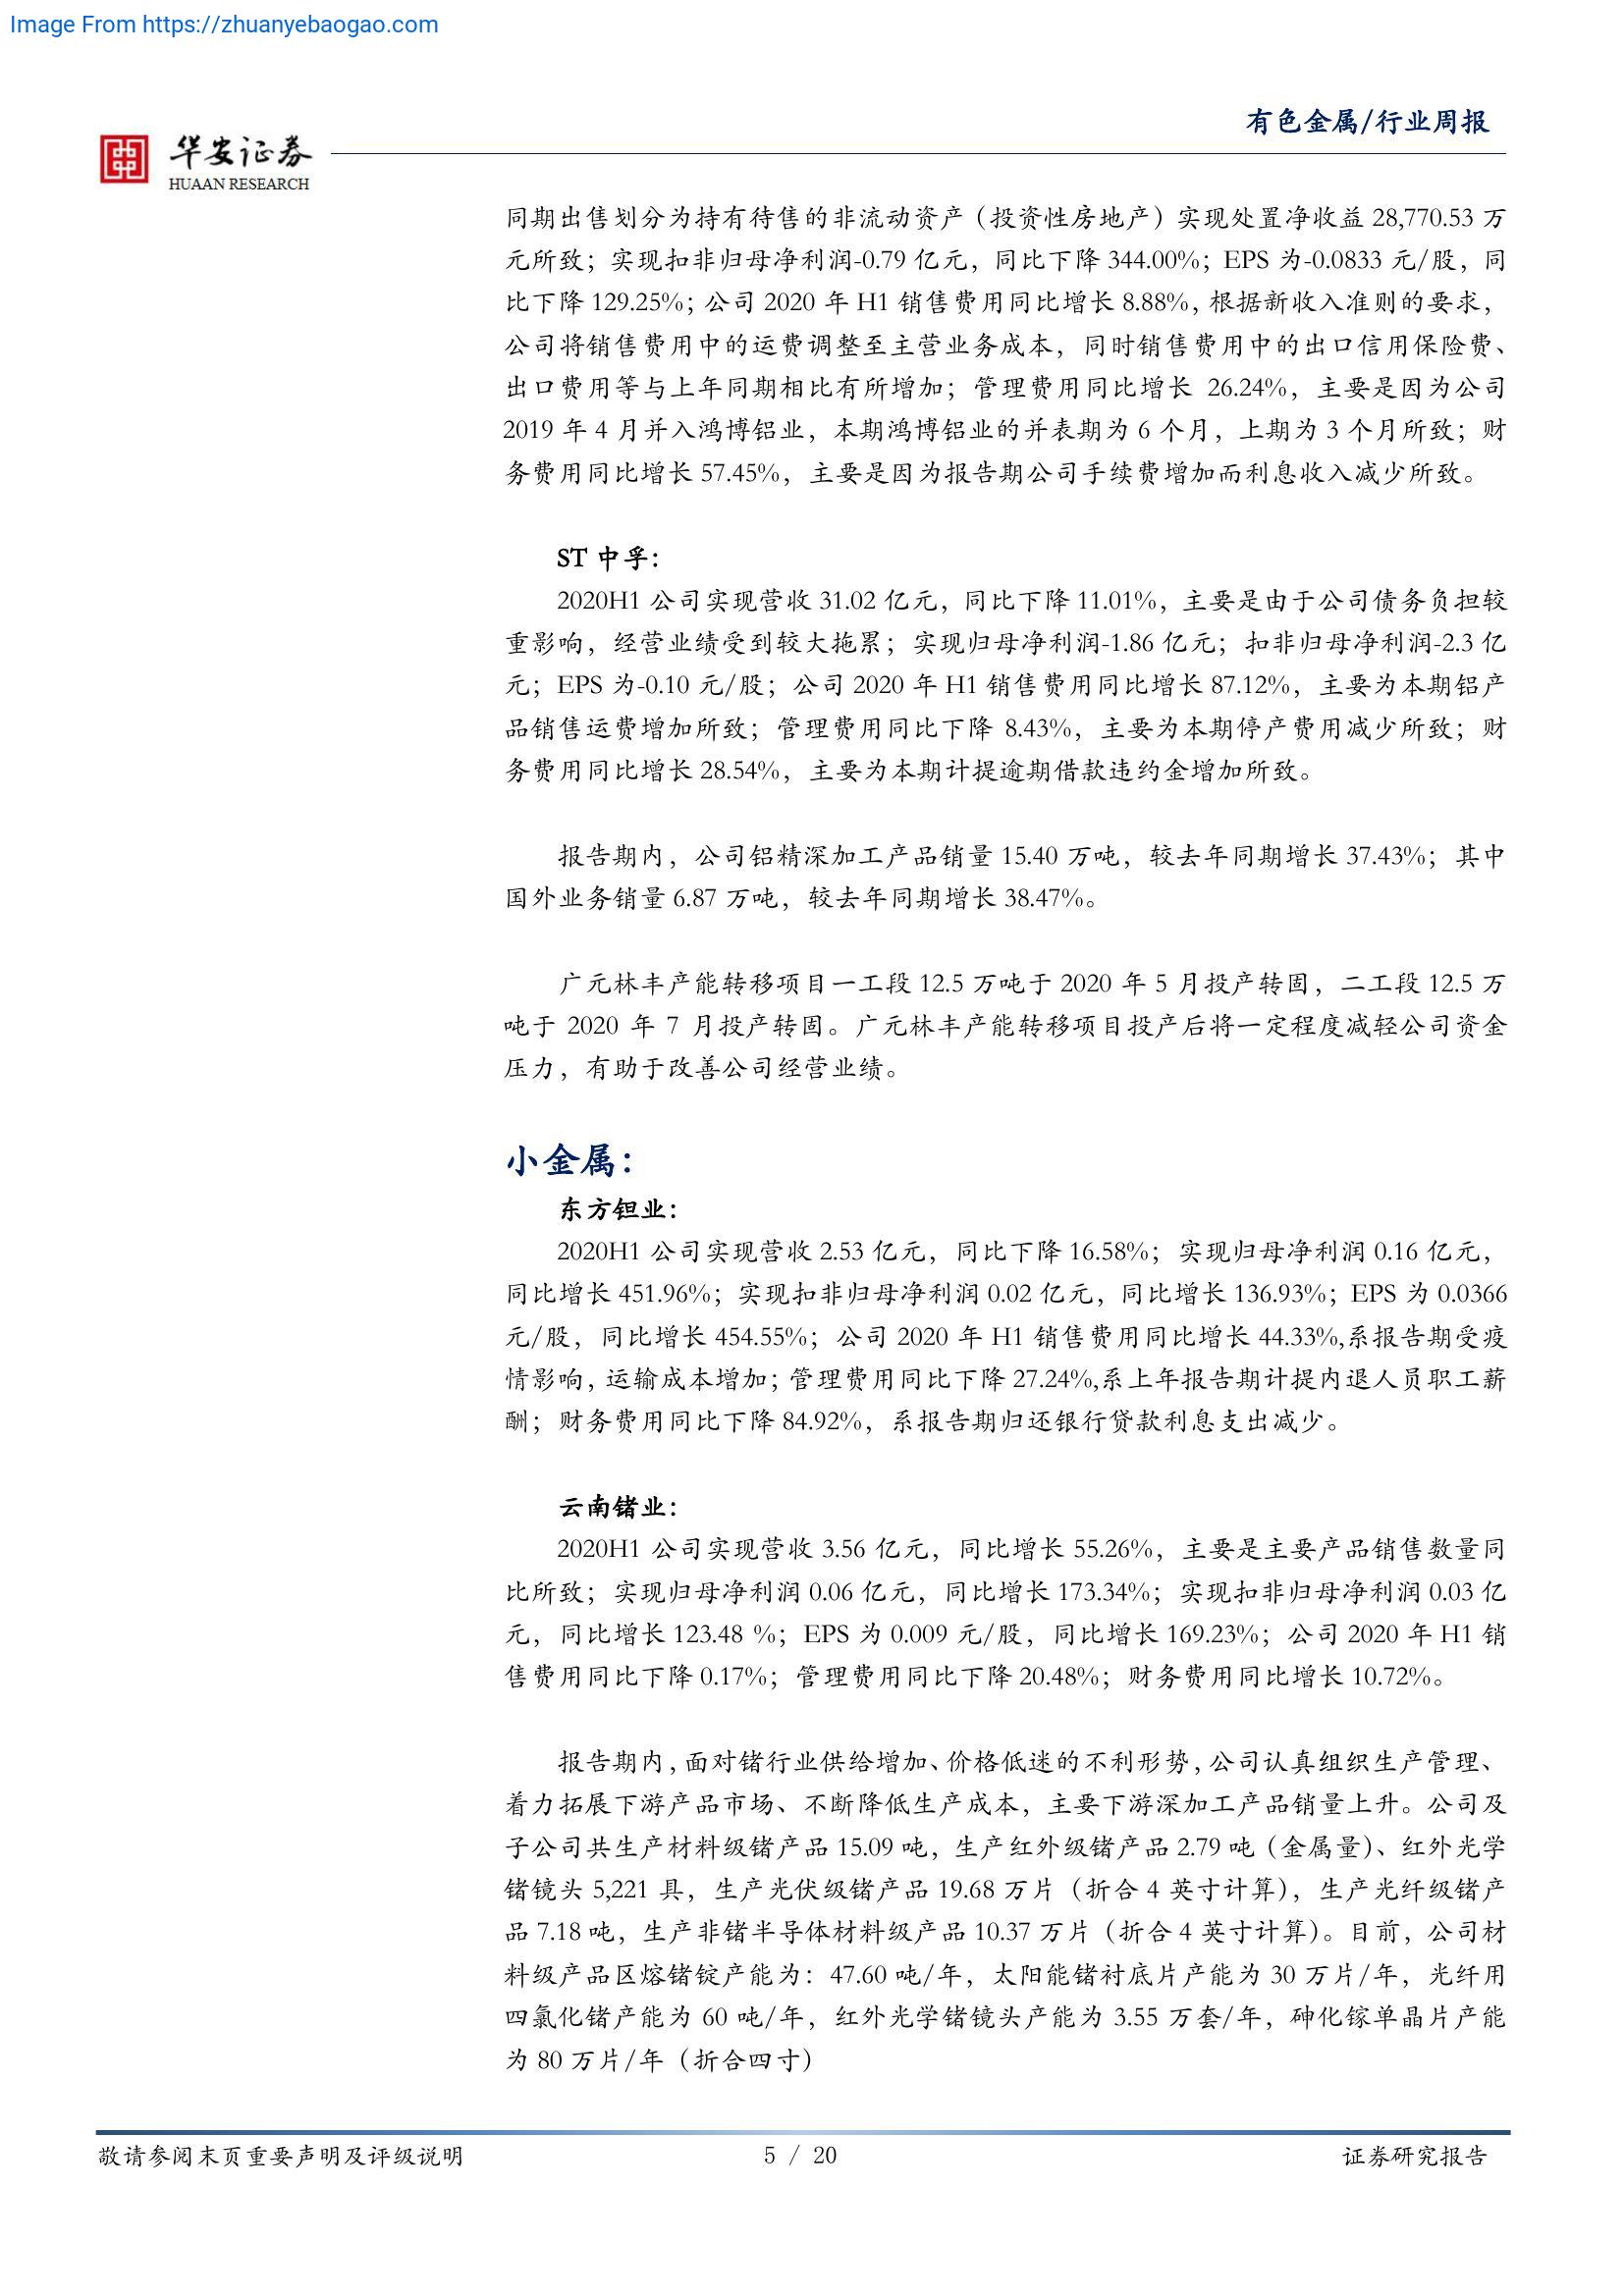 Image From https://zhuanyebaogao.com
有色金属/行业周报
华安证券
HUAAN RESEARCH
同期出售划分为持有待售的非流动资产（投资性房地产）实现处置净收益 28,770.53 万
元所致；实现扣非归母净利润-0.79 亿元，同比下降 344.00%；EPS 为-0.0833 元/股，同
比下降 129.25%；公司 2020 年 H1 销售费用同比增长 8.88%，根据新收入准则的要求，
公司将销售费用中的运费调整至主营业务成本，同时销售费用中的出口信用保险费、
出口费用等与上年同期相比有所增加；管理费用同比增长 26.24%，主要是因为公司
2019 年 4 月并入鸿博铝业，本期鸿博铝业的并表期为 6 个月，上期为 3 个月所致；财
务费用同比增长 57.45%，主要是因为报告期公司手续费增加而利息收入减少所致。
ST 中孚：
2020H1 公司实现营收 31.02 亿元，同比下降 11.01%，主要是由于公司债务负担较
重影响，经营业绩受到较大拖累；实现归母净利润-1.86 亿元；扣非归母净利润-2.3 亿
元；EPS 为-0.10 元/股；公司 2020 年 H1 销售费用同比增长 87.12%，主要为本期铝产
品销售运费增加所致；管理费用同比下降 8.43%，主要为本期停产费用减少所致；财
务费用同比增长 28.54%，主要为本期计提逾期借款违约金增加所致。
报告期内，公司铝精深加工产品销量 15.40 万吨，较去年同期增长 37.43%；其中
国外业务销量 6.87 万吨，较去年同期增长 38.47%。
广元林丰产能转移项目一工段 12.5 万吨于 2020 年 5 月投产转固，二工段 12.5 万
吨于 2020 年 7 月投产转固。广元林丰产能转移项目投产后将一定程度减轻公司资金
压力，有助于改善公司经营业绩。
小金属：
东方钽业：
2020H1 公司实现营收 2.53 亿元，同比下降 16.58%；实现归母净利润 0.16 亿元，
同比增长 451.96%；实现扣非归母净利润 0.02 亿元，同比增长 136.93%；EPS 为 0.0366
元/股，同比增长 454.55%；公司 2020 年 H1 销售费用同比增长 44.33%,系报告期受疫
情影响，运输成本增加；管理费用同比下降 27.24%,系上年报告期计提内退人员职工薪
酬；财务费用同比下降 84.92%，系报告期归还银行贷款利息支出减少。
云南锗业：
2020H1 公司实现营收 3.56 亿元，同比增长 55.26%，主要是主要产品销售数量同
比所致；实现归母净利润 0.06 亿元，同比增长 173.34%；实现扣非归母净利润 0.03 亿
元，同比增长 123.48 %；EPS 为 0.009 元/股，同比增长 169.23%；公司 2020 年 H1 销
售费用同比下降 0.17%；管理费用同比下降 20.48%；财务费用同比增长 10.72%。
报告期内，面对锗行业供给增加、价格低迷的不利形势，公司认真组织生产管理、
着力拓展下游产品市场、不断降低生产成本，主要下游深加工产品销量上升。公司及
子公司共生产材料级锗产品 15.09 吨，生产红外级锗产品 2.79 吨（金属量）、红外光学
锗镜头 5,221 具，生产光伏级锗产品 19.68 万片（折合 4 英寸计算），生产光纤级锗产
品 7.18 吨，生产非锗半导体材料级产品 10.37 万片（折合 4 英寸计算）。目前，公司材
料级产品区熔锗锭产能为：47.60 吨/年，太阳能锗衬底片产能为 30 万片/年，光纤用
四氯化锗产能为 60 吨/年，红外光学锗镜头产能为 3.55 万套/年，砷化镓单晶片产能
为 80 万片/年（折合四寸）
敬请参阅末页重要声明及评级说明
5 / 20
证券研究报告